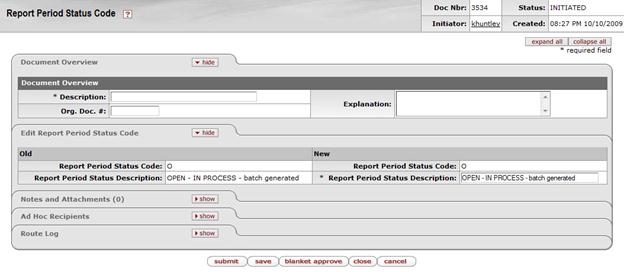 Report Period Status Code ?
Doc Nbr: 3534 Status: INITIATED
Initiator: khuntley Created: 08:27 PM 10/10/2009
expand all collapse all
* required field
Document Overview hide
Document Overview
* Description: Explanation:
Org. Doc. #:
Edit Report Period Status Code hide
Old New
Report Period Status Code: O Report Period Status Code: O
Report Period Status Description: OPEN - IN PROCESS - batch generated * Report Period Status Description: OPEN - IN PROCESS - batch generated
Notes and Attachments (0) show
Ad Hoc Recipients show
Route Log show
submit save blanket approve close cancel